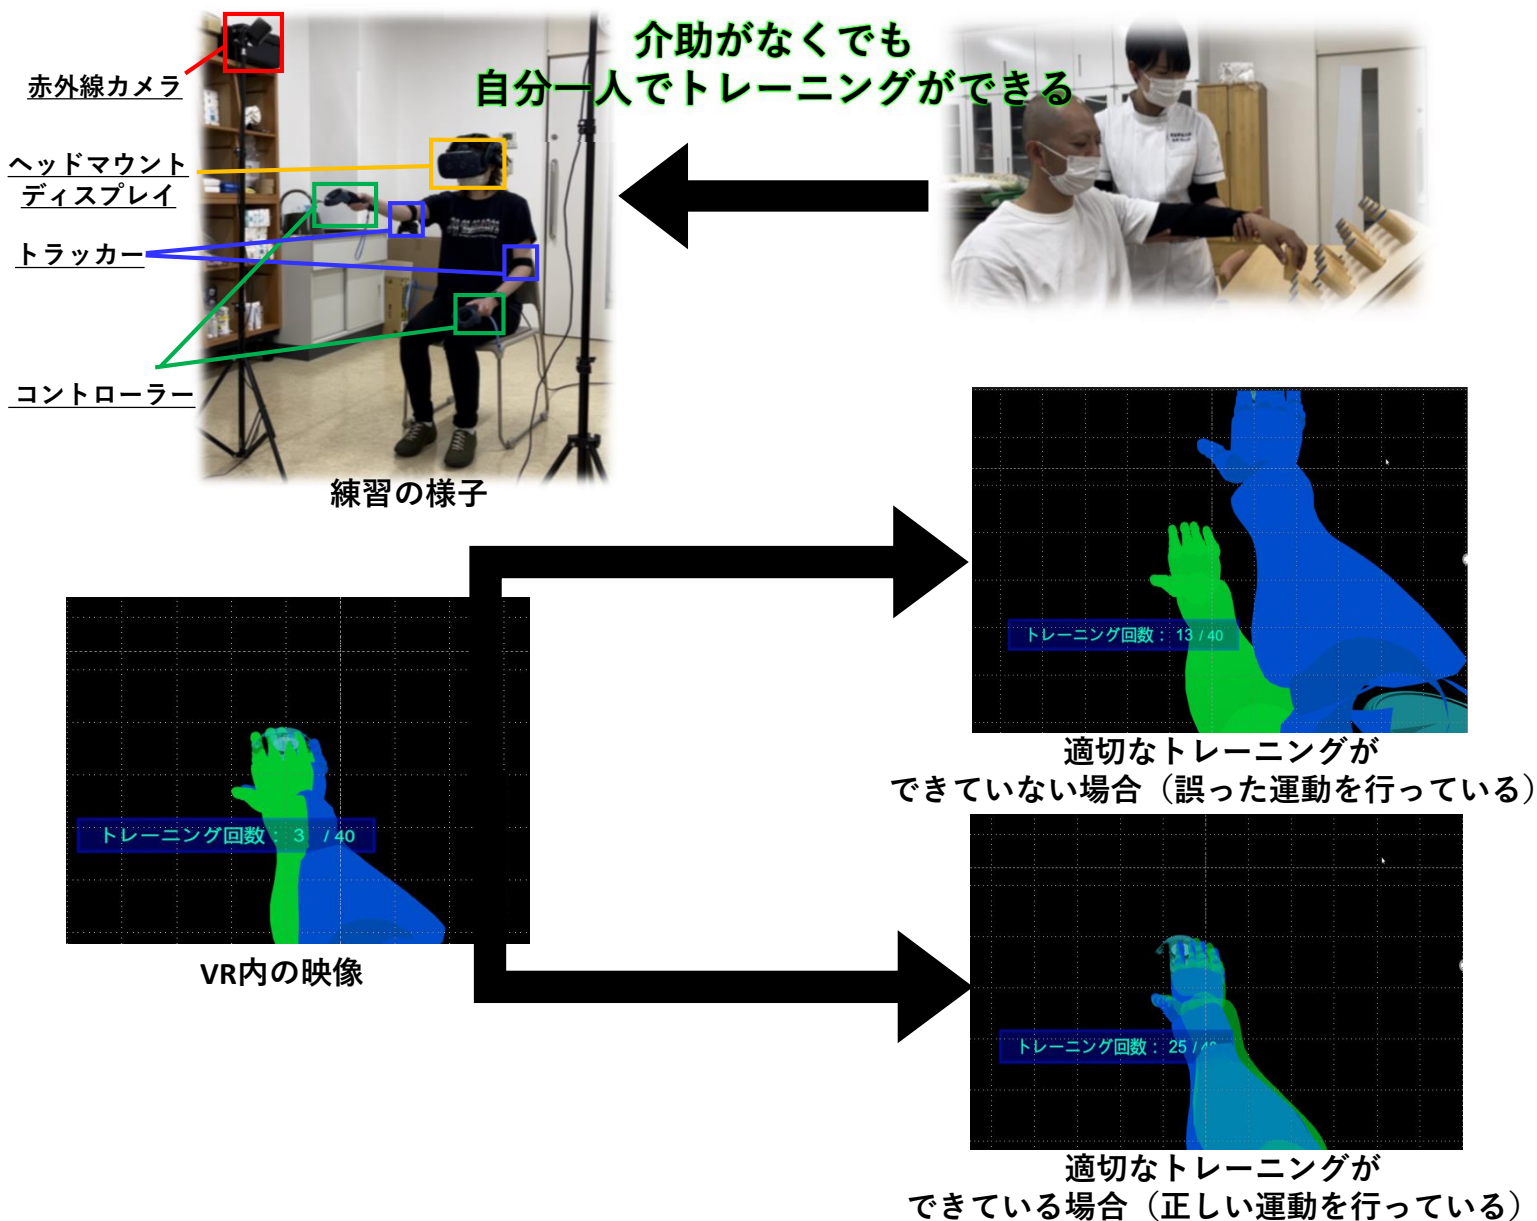 介助がなくでも
自分一人でトレーニングができる
赤外線カメラ
ヘッドマウント
ディスプレイ
トラッカー
コントローラー
練習の様子
トレーニング回数： 3 / 40
VR内の映像
トレーニング回数： 13 / 40
適切なトレーニングが
できていない場合（誤った運動を行っている）
トレーニング回数： 25 / 40
適切なトレーニングが
できている場合（正しい運動を行っている）